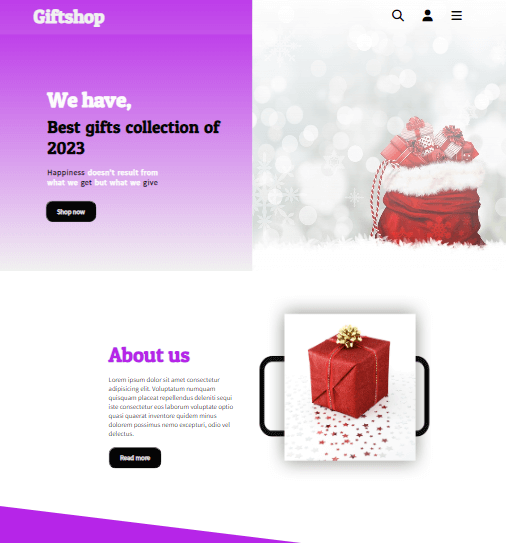 Giftshop
We have,
Best gifts collection of
2023
Happiness doesn't result from
what we get but what we give
Shop now
About us
Lorem ipsum dolor sit amet consectetur
adipisicing elit. Voluptatum numquam
quisquam placeat repellendus deleniti sequi
iste consectetur eos laborum voluptate optio
quasi quaerat inventore quidem minus
dolorem possimus nemo excepturi, odio vel
delectus.
Read more